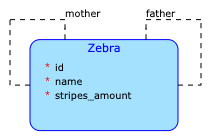 mother
father
Zebra
* id
* name
* stripes_amount